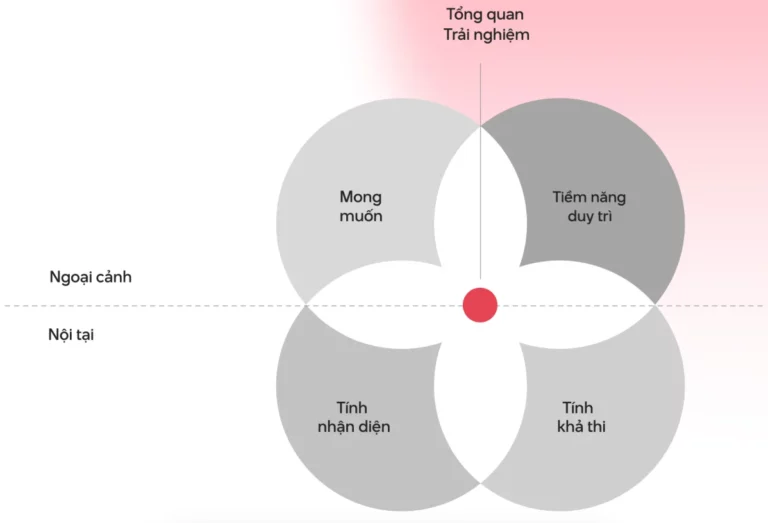 Tổng quan
Trải nghiệm
Mong
muốn
Tiềm năng
duy trì
Ngoại cảnh
Nội tại
Tính
nhận diện
Tính
khả thi